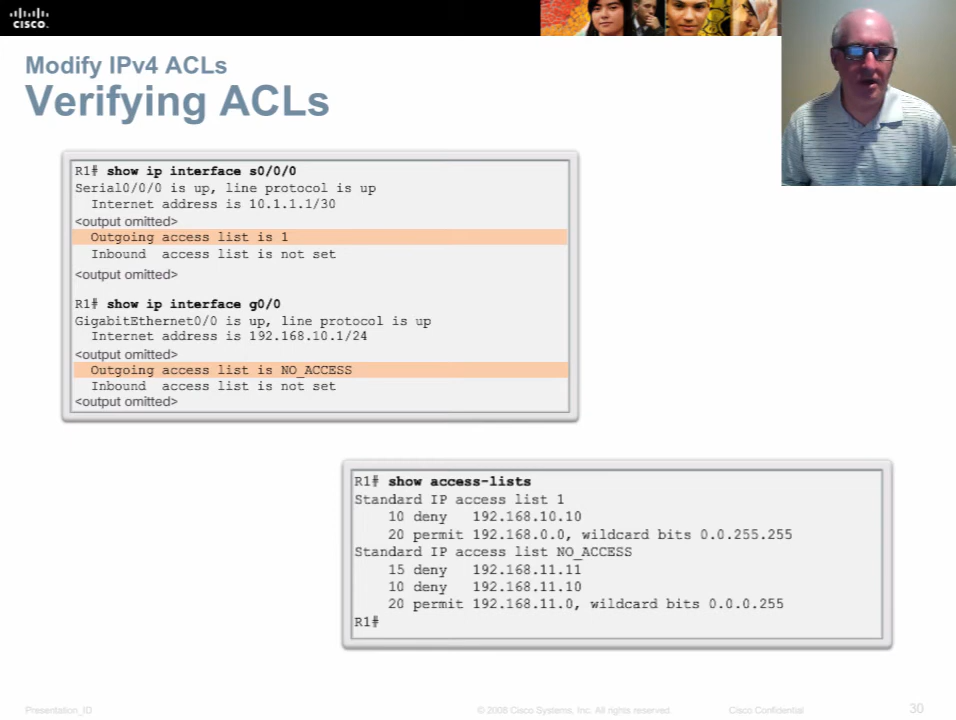 CISCO.
Modify IPv4 ACLs
Verifying ACLs
R1# show ip interface s0/0/0
Serial0/0/0 is up, line protocol is up
Internet address is 10.1.1.1/30
<output omitted>
Outgoing access list is 1
Inbound access list is not set
<output omitted>
R1# show ip interface g0/0
GigabitEthernet0/0 is up, line protocol is up
Internet address is 192.168.10.1/24
<output omitted>
Outgoing access list is NO_ACCESS
Inbound access list is not set
<output omitted>
R1# show access-lists
Standard IP access list 1
10 deny 192.168.10.10
20 permit 192.168.0.0, wildcard bits 0.0.255.255
Standard IP access list NO_ACCESS
15 deny 192.168.11.11
10 deny 192.168.11.10
20 permit 192.168.11.0, wildcard bits 0.0.0.255
R1#
Presentation_ID © 2008 Cisco Systems, Inc. All rights reserved. Cisco Confidential 30